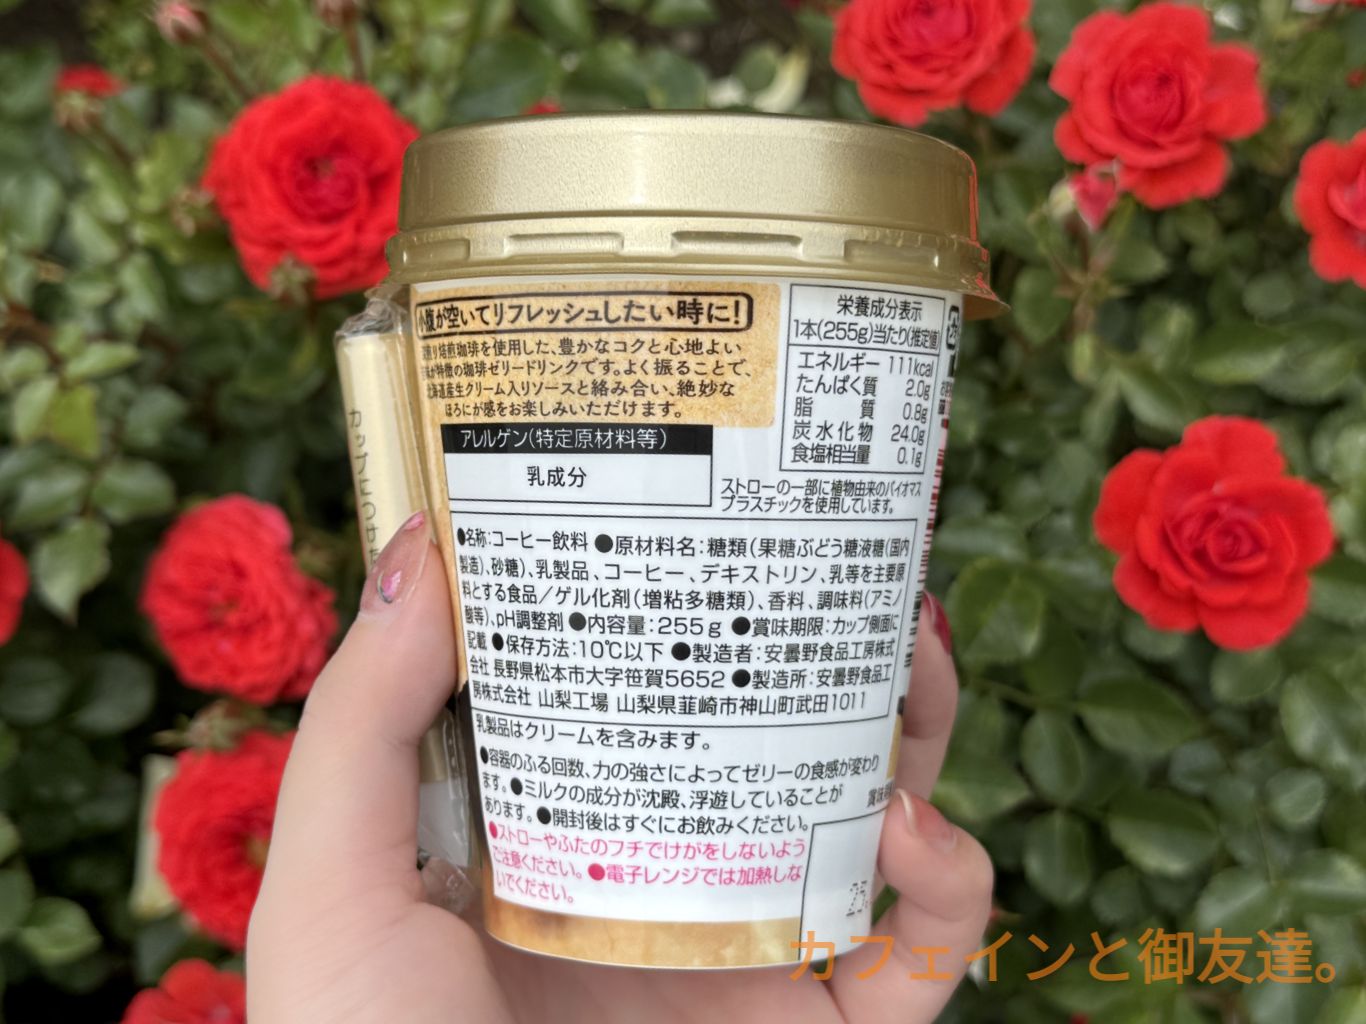 小腹が空いてリフレッシュしたい時に!
焙煎珈琲を使用した、豊かなコクと心地よい
が特徴の珈琲ゼリードリンクです。よく振ることで、
北海道産生クリーム入りソースと絡み合い、絶妙な
ほろにが感をお楽しみいただけます。
アレルゲン(特定原材料等)
乳成分
栄養成分表示
1本(255g)当たり(推定値)
エネルギー 111kcal
たんぱく質 2.0g
脂質 0.8g
炭水化物 24.0g
食塩相当量 0.1g
ストローの一部に植物由来のバイオマス
プラスチックを使用しています。
●名称:コーヒー飲料 ●原材料名:糖類(果糖ぶどう糖液糖(国内
製造)、砂糖)、乳製品、コーヒー、デキストリン、乳等を主要原
料とする食品/ゲル化剤(増粘多糖類)、香料、調味料(アミノ
酸等)、pH調整剤 ●内容量:255g ●賞味期限:カップ側面に
記載 ●保存方法:10℃以下 ●製造者:安曇野食品工房株式
会社 長野県松本市大字笹賀5652 ●製造所:安曇野食品工
房株式会社 山梨工場 山梨県韮崎市神山町武田1011
乳製品はクリームを含みます。
●容器のふる回数、力の強さによってゼリーの食感が変わり
ます。●ミルクの成分が沈殿、浮遊していることが
あります。●開封後はすぐにお飲みください。
●ストローやふたのフチでけがをしないよう
ご注意ください。●電子レンジでは加熱しな
いでください。
カップにつけた
賞味期
25.
カフェインと御友達。